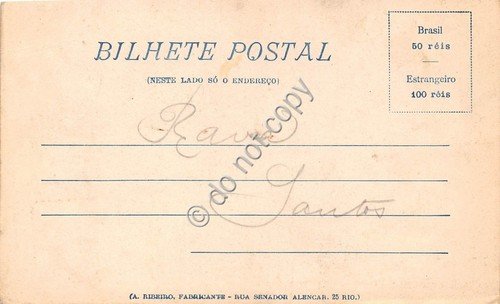 BILHETE POSTAL
(NESTE LADO SÓ O ENDEREÇO)
Brasil
50 réis
Estrangeiro
100 réis
© do not copy
Santos
(A. RIBEIRO, FABRICANTE - RUA SENADOR ALENCAR, 25 RIO.)